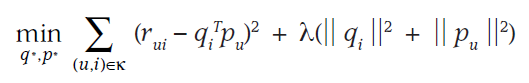 min q*,p* ∑ (u,i)∈κ (r_ui − q_i^T p_u)² + λ(|| q_i ||² + || p_u ||²)